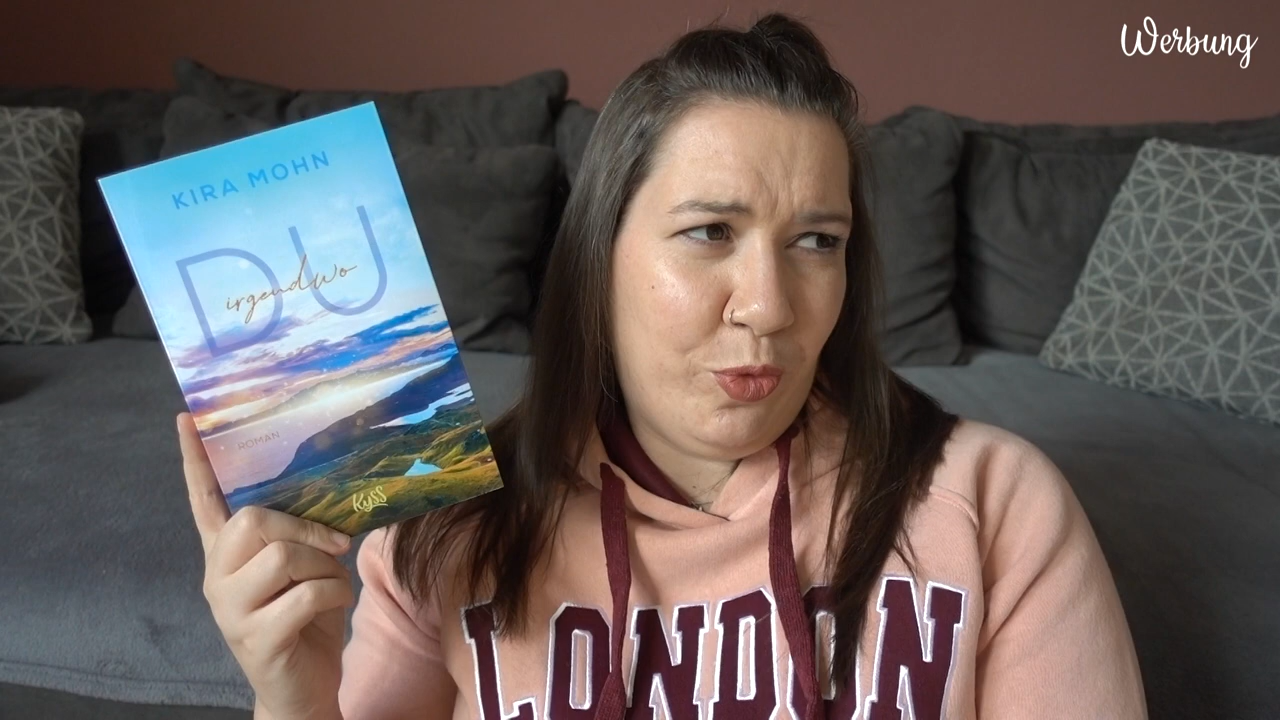 Werbung
KIRA MOHN
DU
irgendwo
ROMAN
KYSS
LONDON